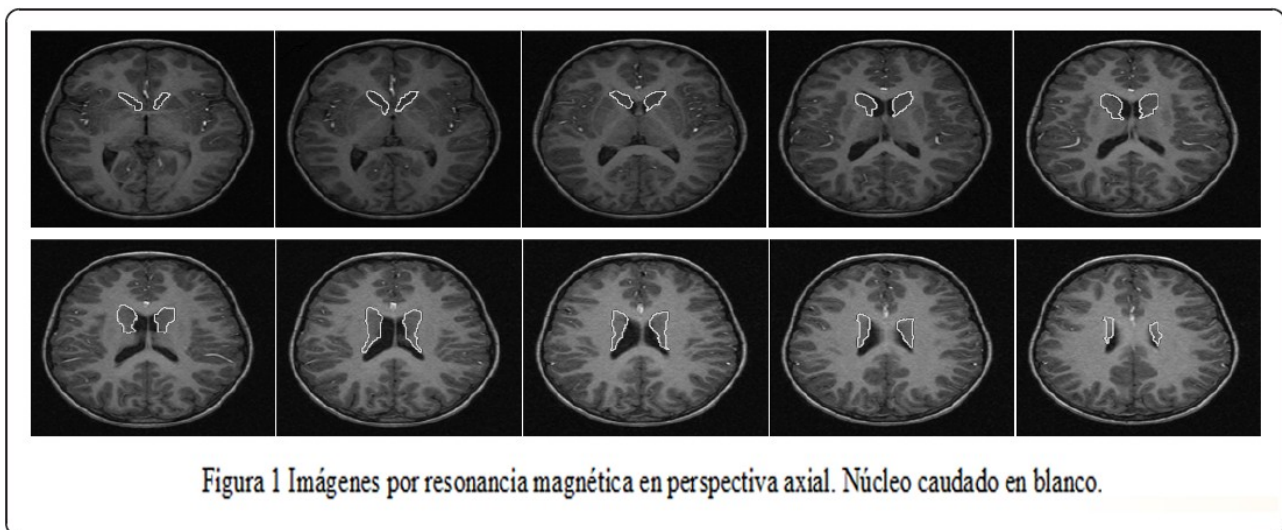 Figura 1 Imágenes por resonancia magnética en perspectiva axial. Núcleo caudado en blanco.